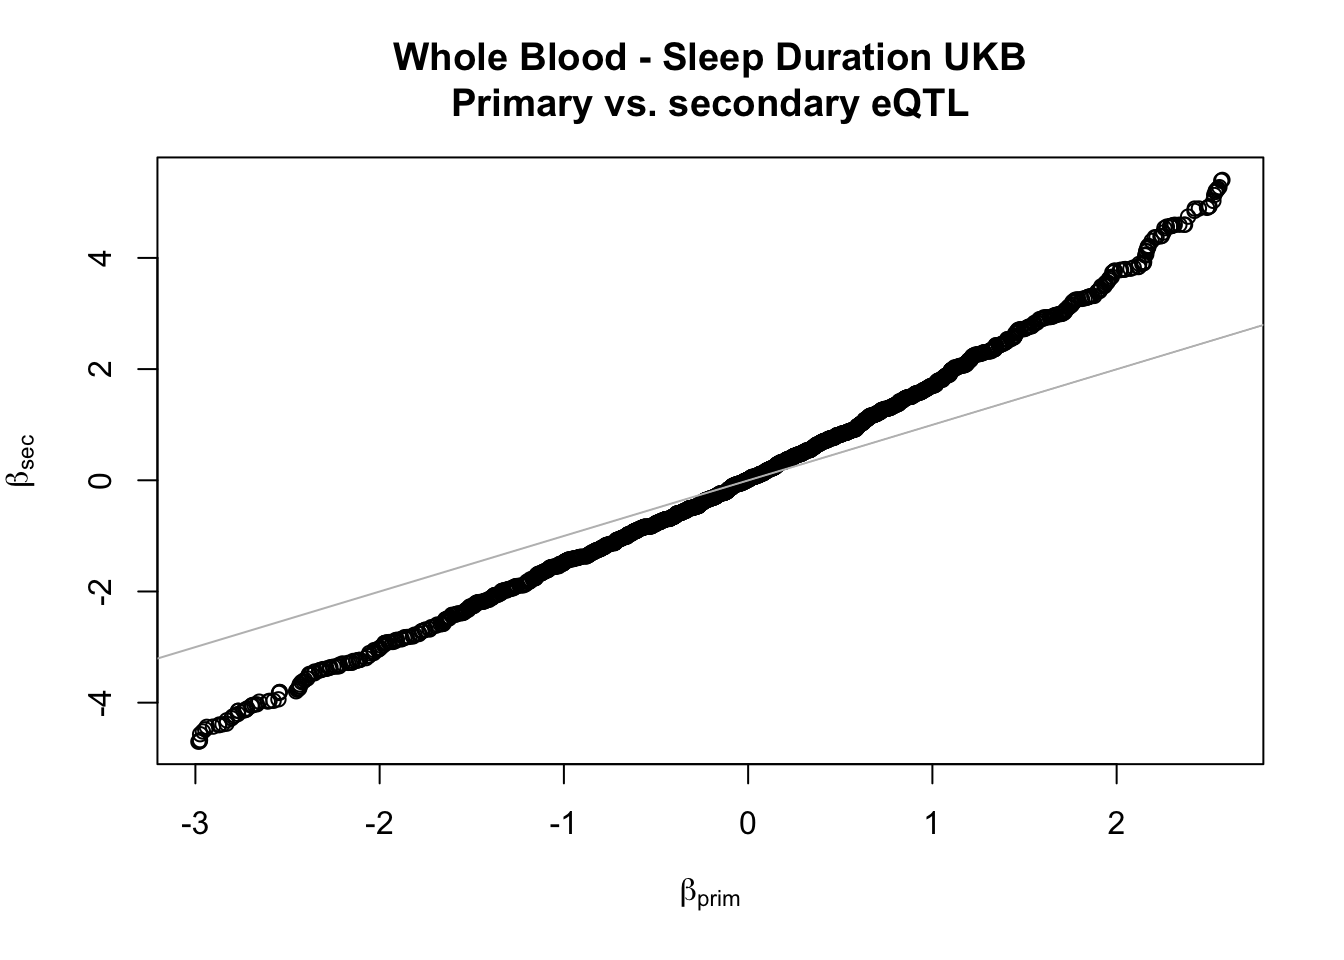 Whole Blood - Sleep Duration UKB
Primary vs. secondary eQTL
βsec
4
2
0
-2
-4
-3 -2 -1 0 1 2
βprim